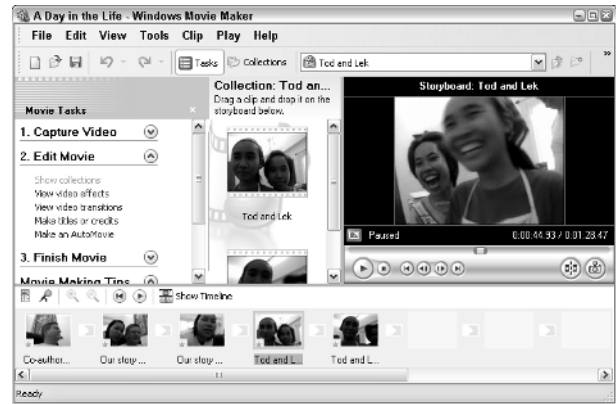 A Day in the Life - Windows Movie Maker
File Edit View Tools Clip Play Help
Tasks Collections Tod and Lek »
Movie Tasks ×
1. Capture Video
2. Edit Movie
Show collections
View video effects
View video transitions
Make titles or credits
Make an AutoMovie
3. Finish Movie
Movie Making Tips
Collection: Tod an...
Drag a clip and drop it on the
storyboard below.
Tod and Lek
Storyboard: Tod and Lek
Paused 0:00:44.93 / 0:01:28.47
Show Timeline
Co-author... Our story ... Our story ... Tod and L... Tod and L...
Ready